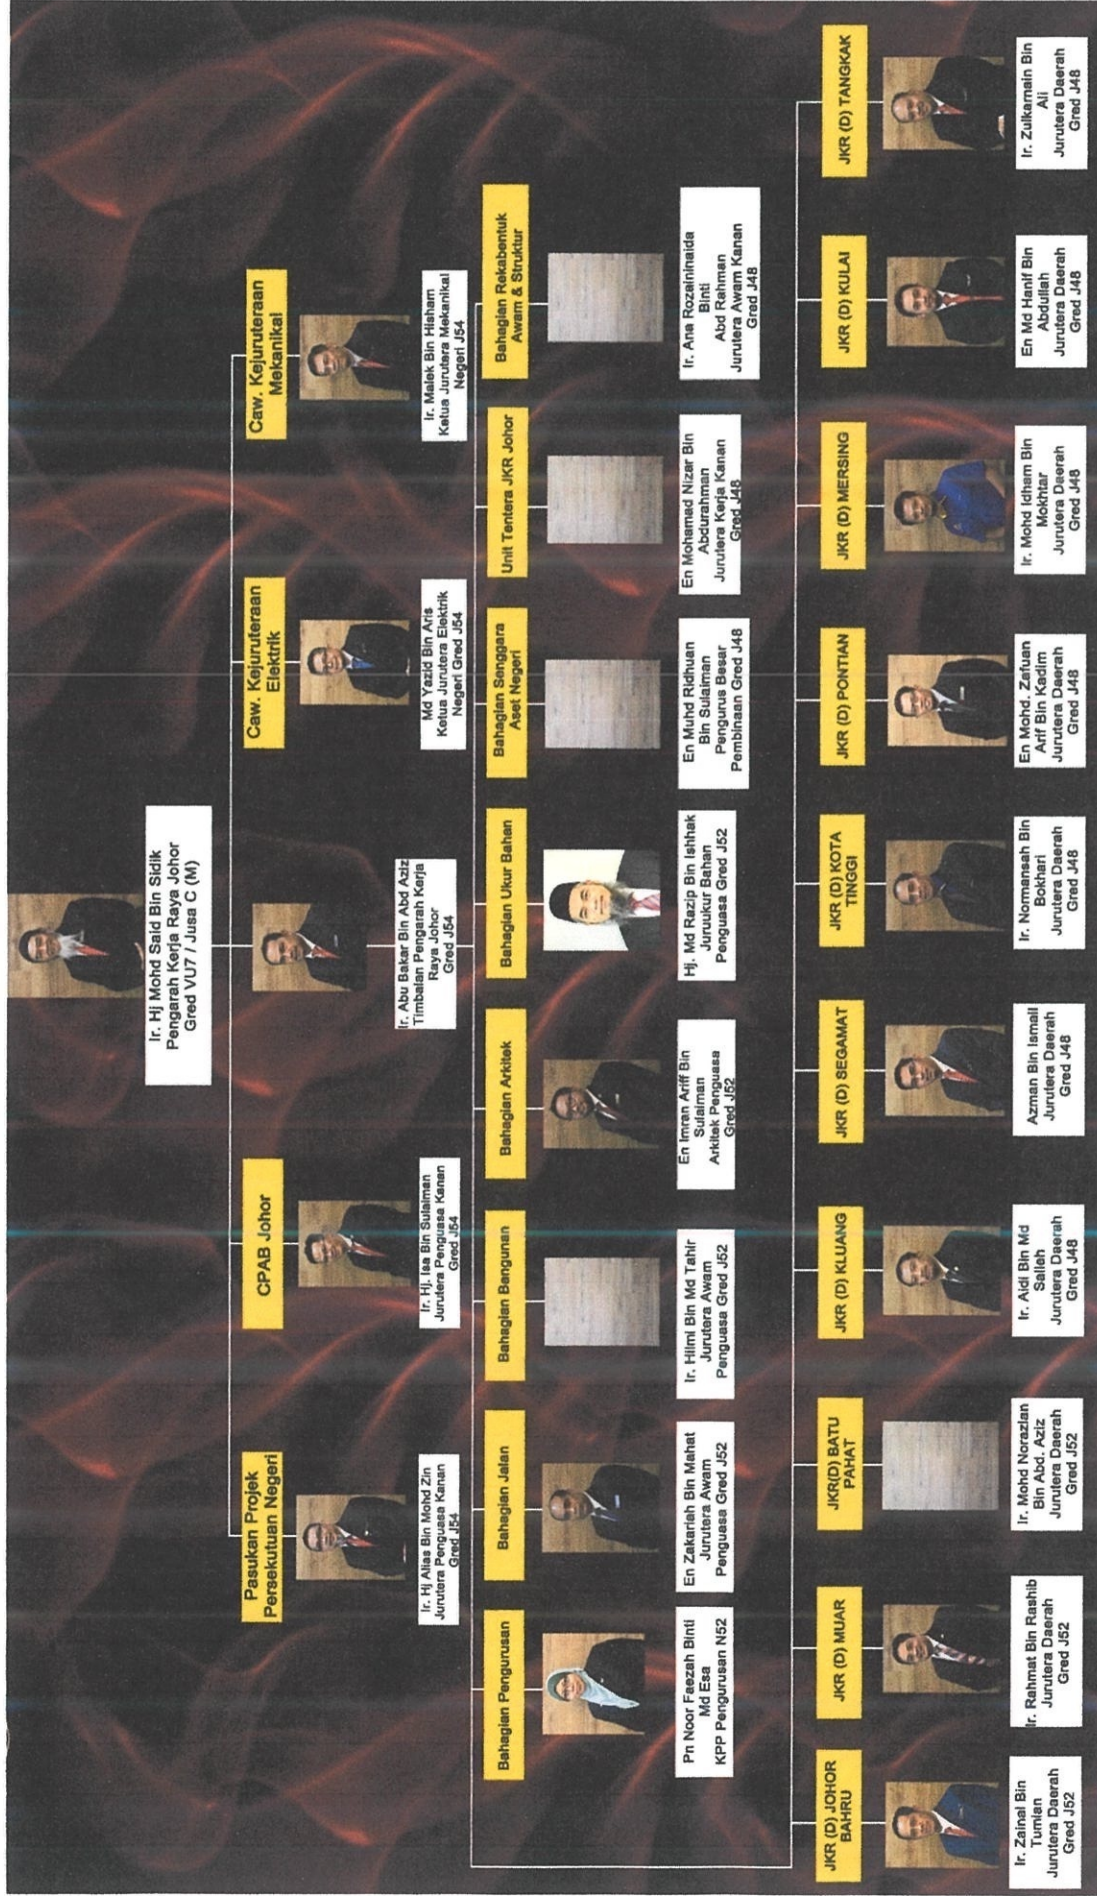 Ir. Hj Mohd Said Bin Sidik
Pengarah Kerja Raya Johor
Gred VU7 / Jusa C (M)
Pasukan Projek
Persekutuan Negeri
Ir. Hj Alias Bin Mohd Zin
Jurutera Penguasa Kanan
Gred J54
CPAB Johor
Ir. Hj. Isa Bin Sulaiman
Jurutera Penguasa Kanan
Gred J54
Ir. Abu Bakar Bin Abd Aziz
Timbalan Pengarah Kerja
Raya Johor
Gred J54
Caw. Kejuruteraan
Elektrik
Md Yazid Bin Aris
Ketua Jurutera Elektrik
Negeri Gred J54
Caw. Kejuruteraan
Mekanikal
Ir. Malek Bin Hisham
Ketua Jurutera Mekanikal
Negeri J54
Bahagian Pengurusan
Pn Noor Faezah Binti
Md Esa
KPP Pengurusan N52
Bahagian Jalan
En Zakariah Bin Mahat
Jurutera Awam
Penguasa Gred J52
Bahagian Bangunan
Ir. Hilmi Bin Md Tahir
Jurutera Awam
Penguasa Gred J52
Bahagian Arkitek
En Imran Ariff Bin
Sulaiman
Arkitek Penguasa
Gred J52
Bahagian Ukur Bahan
Hj. Md Razip Bin Ishhak
Juruukur Bahan
Penguasa Gred J52
Bahagian Senggara
Aset Negeri
En Muhd Ridhuan
Bin Sulaiman
Pengurus Besar
Pembinaan Gred J48
Unit Tentera JKR Johor
En Mohamad Nizar Bin
Abdurahman
Jurutera Kerja Kanan
Gred J48
Bahagian Rekabentuk
Awam & Struktur
Ir. Ana Rozaininaida
Binti
Abd Rahman
Jurutera Awam Kanan
Gred J48
JKR (D) JOHOR
BAHRU
Ir. Zainal Bin
Tumian
Jurutera Daerah
Gred J52
JKR (D) MUAR
Ir. Rahmat Bin Rashib
Jurutera Daerah
Gred J52
JKR(D) BATU
PAHAT
Ir. Mohd Norazlan
Bin Abd. Aziz
Jurutera Daerah
Gred J52
JKR (D) KLUANG
Ir. Aidi Bin Md
Salleh
Jurutera Daerah
Gred J48
JKR (D) SEGAMAT
Azman Bin Ismail
Jurutera Daerah
Gred J48
JKR (D) KOTA
TINGGI
Ir. Normansah Bin
Bokhari
Jurutera Daerah
Gred J48
JKR (D) PONTIAN
En Mohd. Zafuan
Arif Bin Kadim
Jurutera Daerah
Gred J48
JKR (D) MERSING
Ir. Mohd Idham Bin
Mokhtar
Jurutera Daerah
Gred J48
JKR (D) KULAI
En Md Hanif Bin
Abdullah
Jurutera Daerah
Gred J48
JKR (D) TANGKAK
Ir. Zulkarnain Bin
Ali
Jurutera Daerah
Gred J48